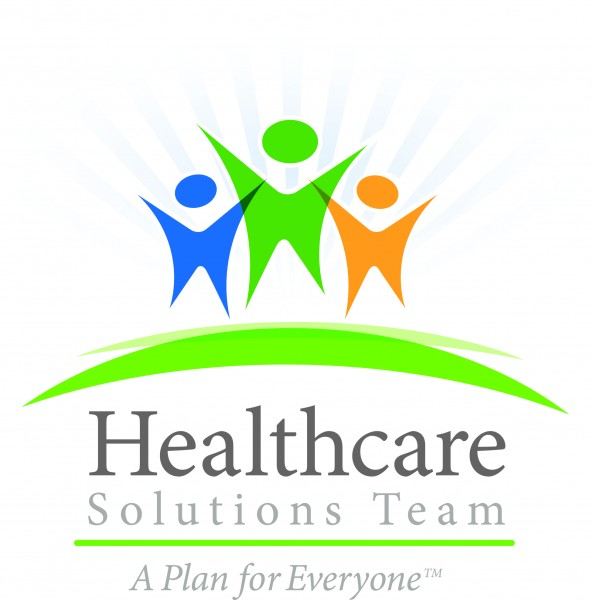 Healthcare
Solutions Team
A Plan for Everyone™